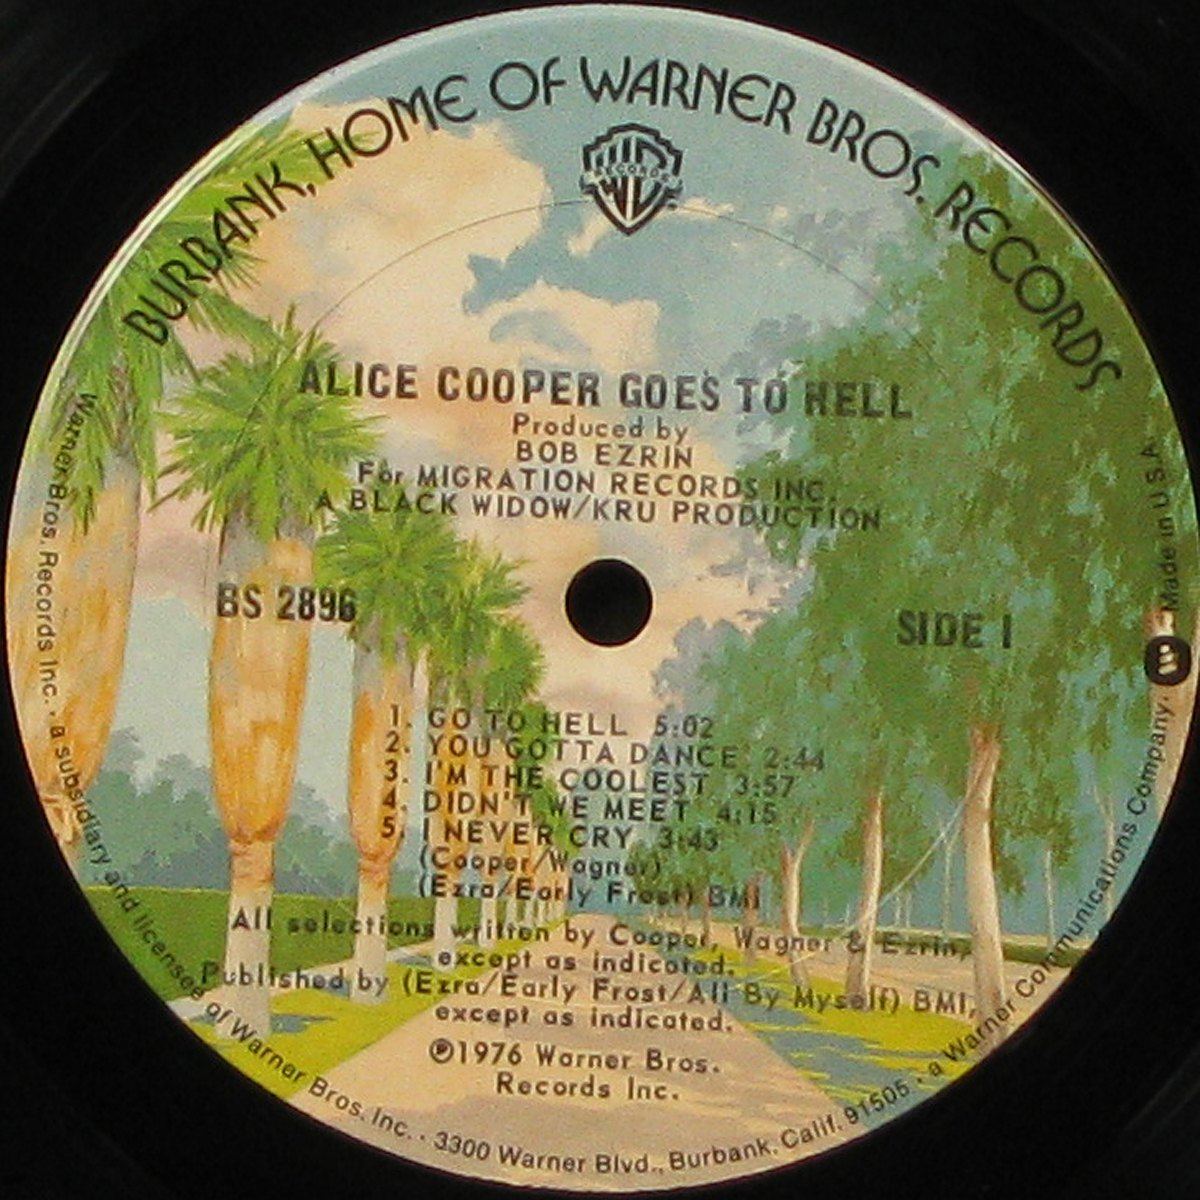 BURBANK, HOME OF WARNER BROS. RECORDS
W RECORDS
ALICE COOPER GOES TO HELL
Produced by
BOB EZRIN
For MIGRATION RECORDS INC.
A BLACK WIDOW/KRU PRODUCTION
BS 2896
SIDE 1
1. GO TO HELL 5:02
2. YOU GOTTA DANCE 2:44
3. I'M THE COOLEST 3:57
4. DIDN'T WE MEET 4:15
5. I NEVER CRY 3:43
(Cooper/Wagner)
(Ezra/Early Frost) BMI
All selections written by Cooper, Wagner & Ezrin,
except as indicated.
Published by (Ezra/Early Frost/All By Myself) BMI,
except as indicated.
℗1976 Warner Bros.
Records Inc.
Warner Bros. Records Inc. · a subsidiary and licensee of Warner Bros. Inc. · 3300 Warner Blvd., Burbank, Calif. 91505 · a Warner Communications Company. Made in U.S.A.